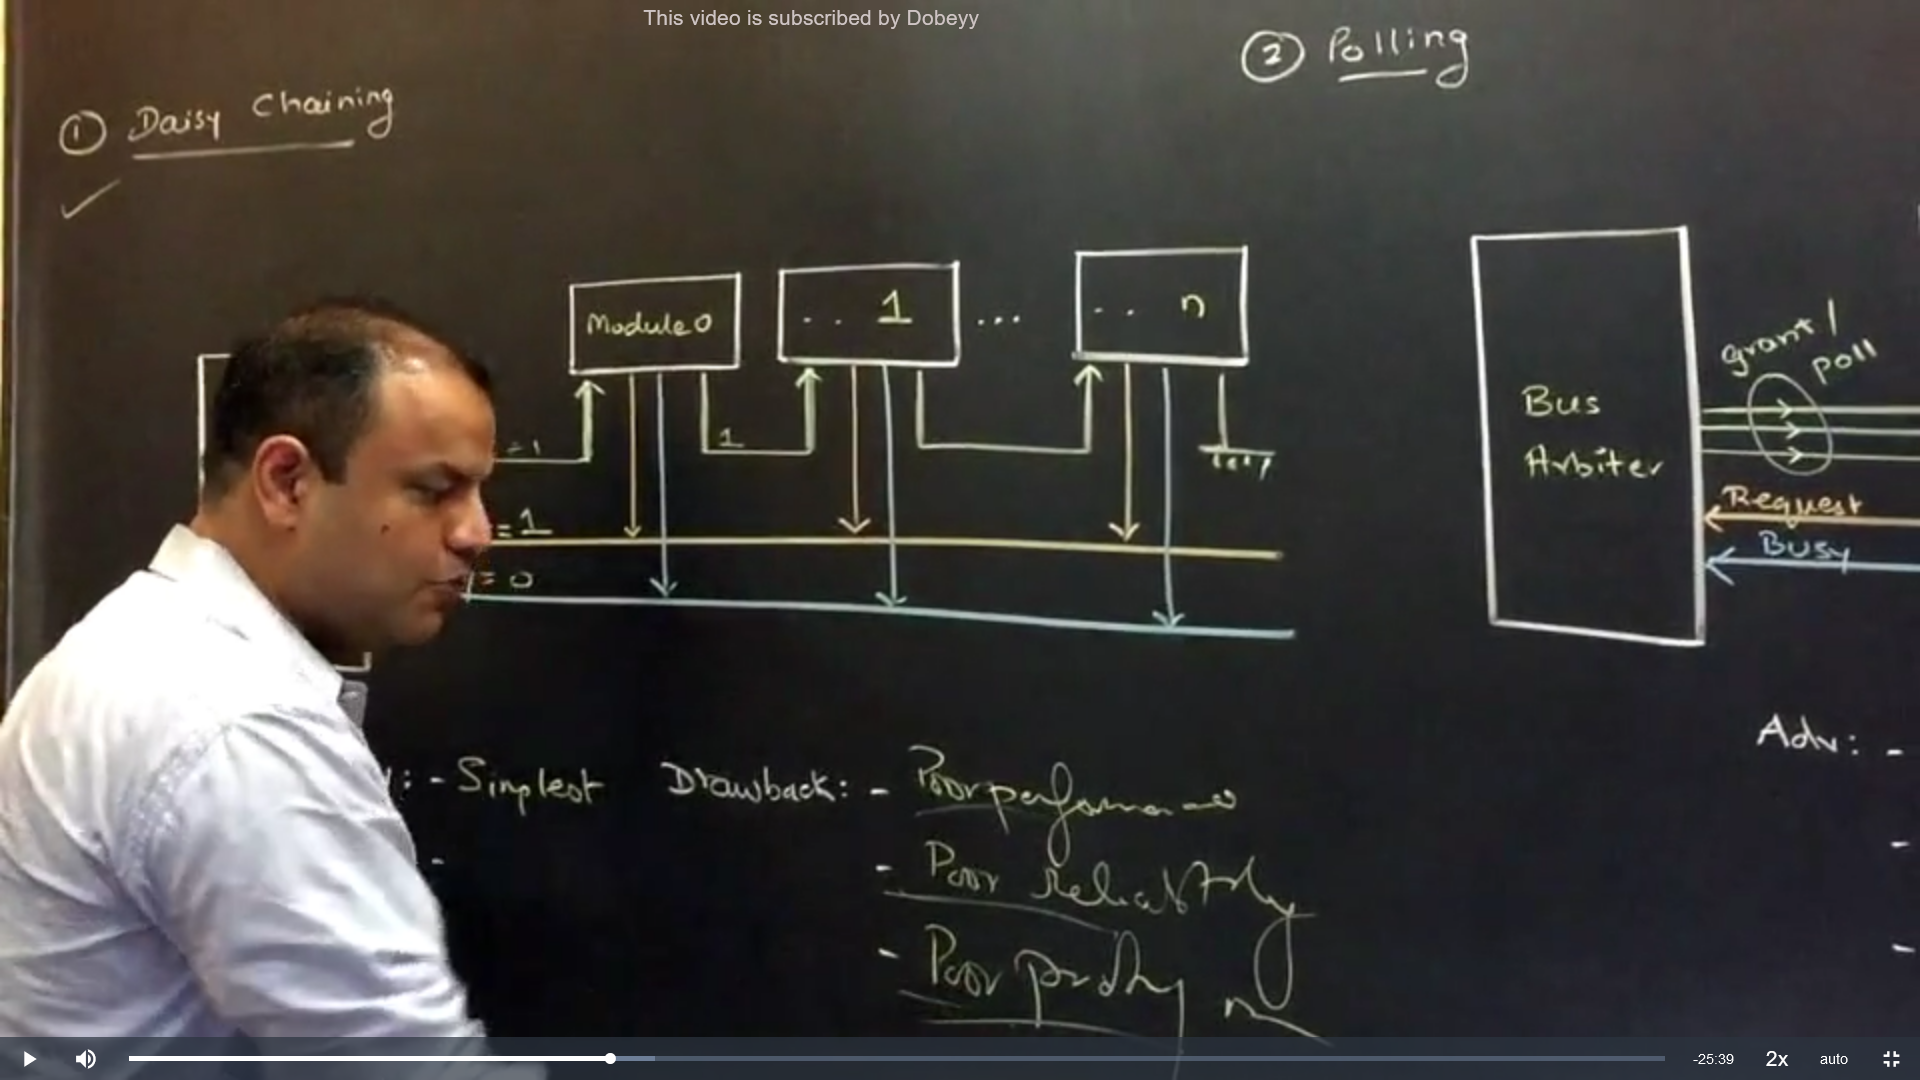 This video is subscribed by Dobeyy
② Polling
① Daisy Chaining
Module 0
.. 1
...
.. n
=1
1
= 1
= 0
Bus
Arbiter
grant /
poll
Request
Busy
: - Simplest
-
Drawback: - Poor performance
- Poor reliability
- Poor priority
Adv: -
-
-
-25:39
2x
auto